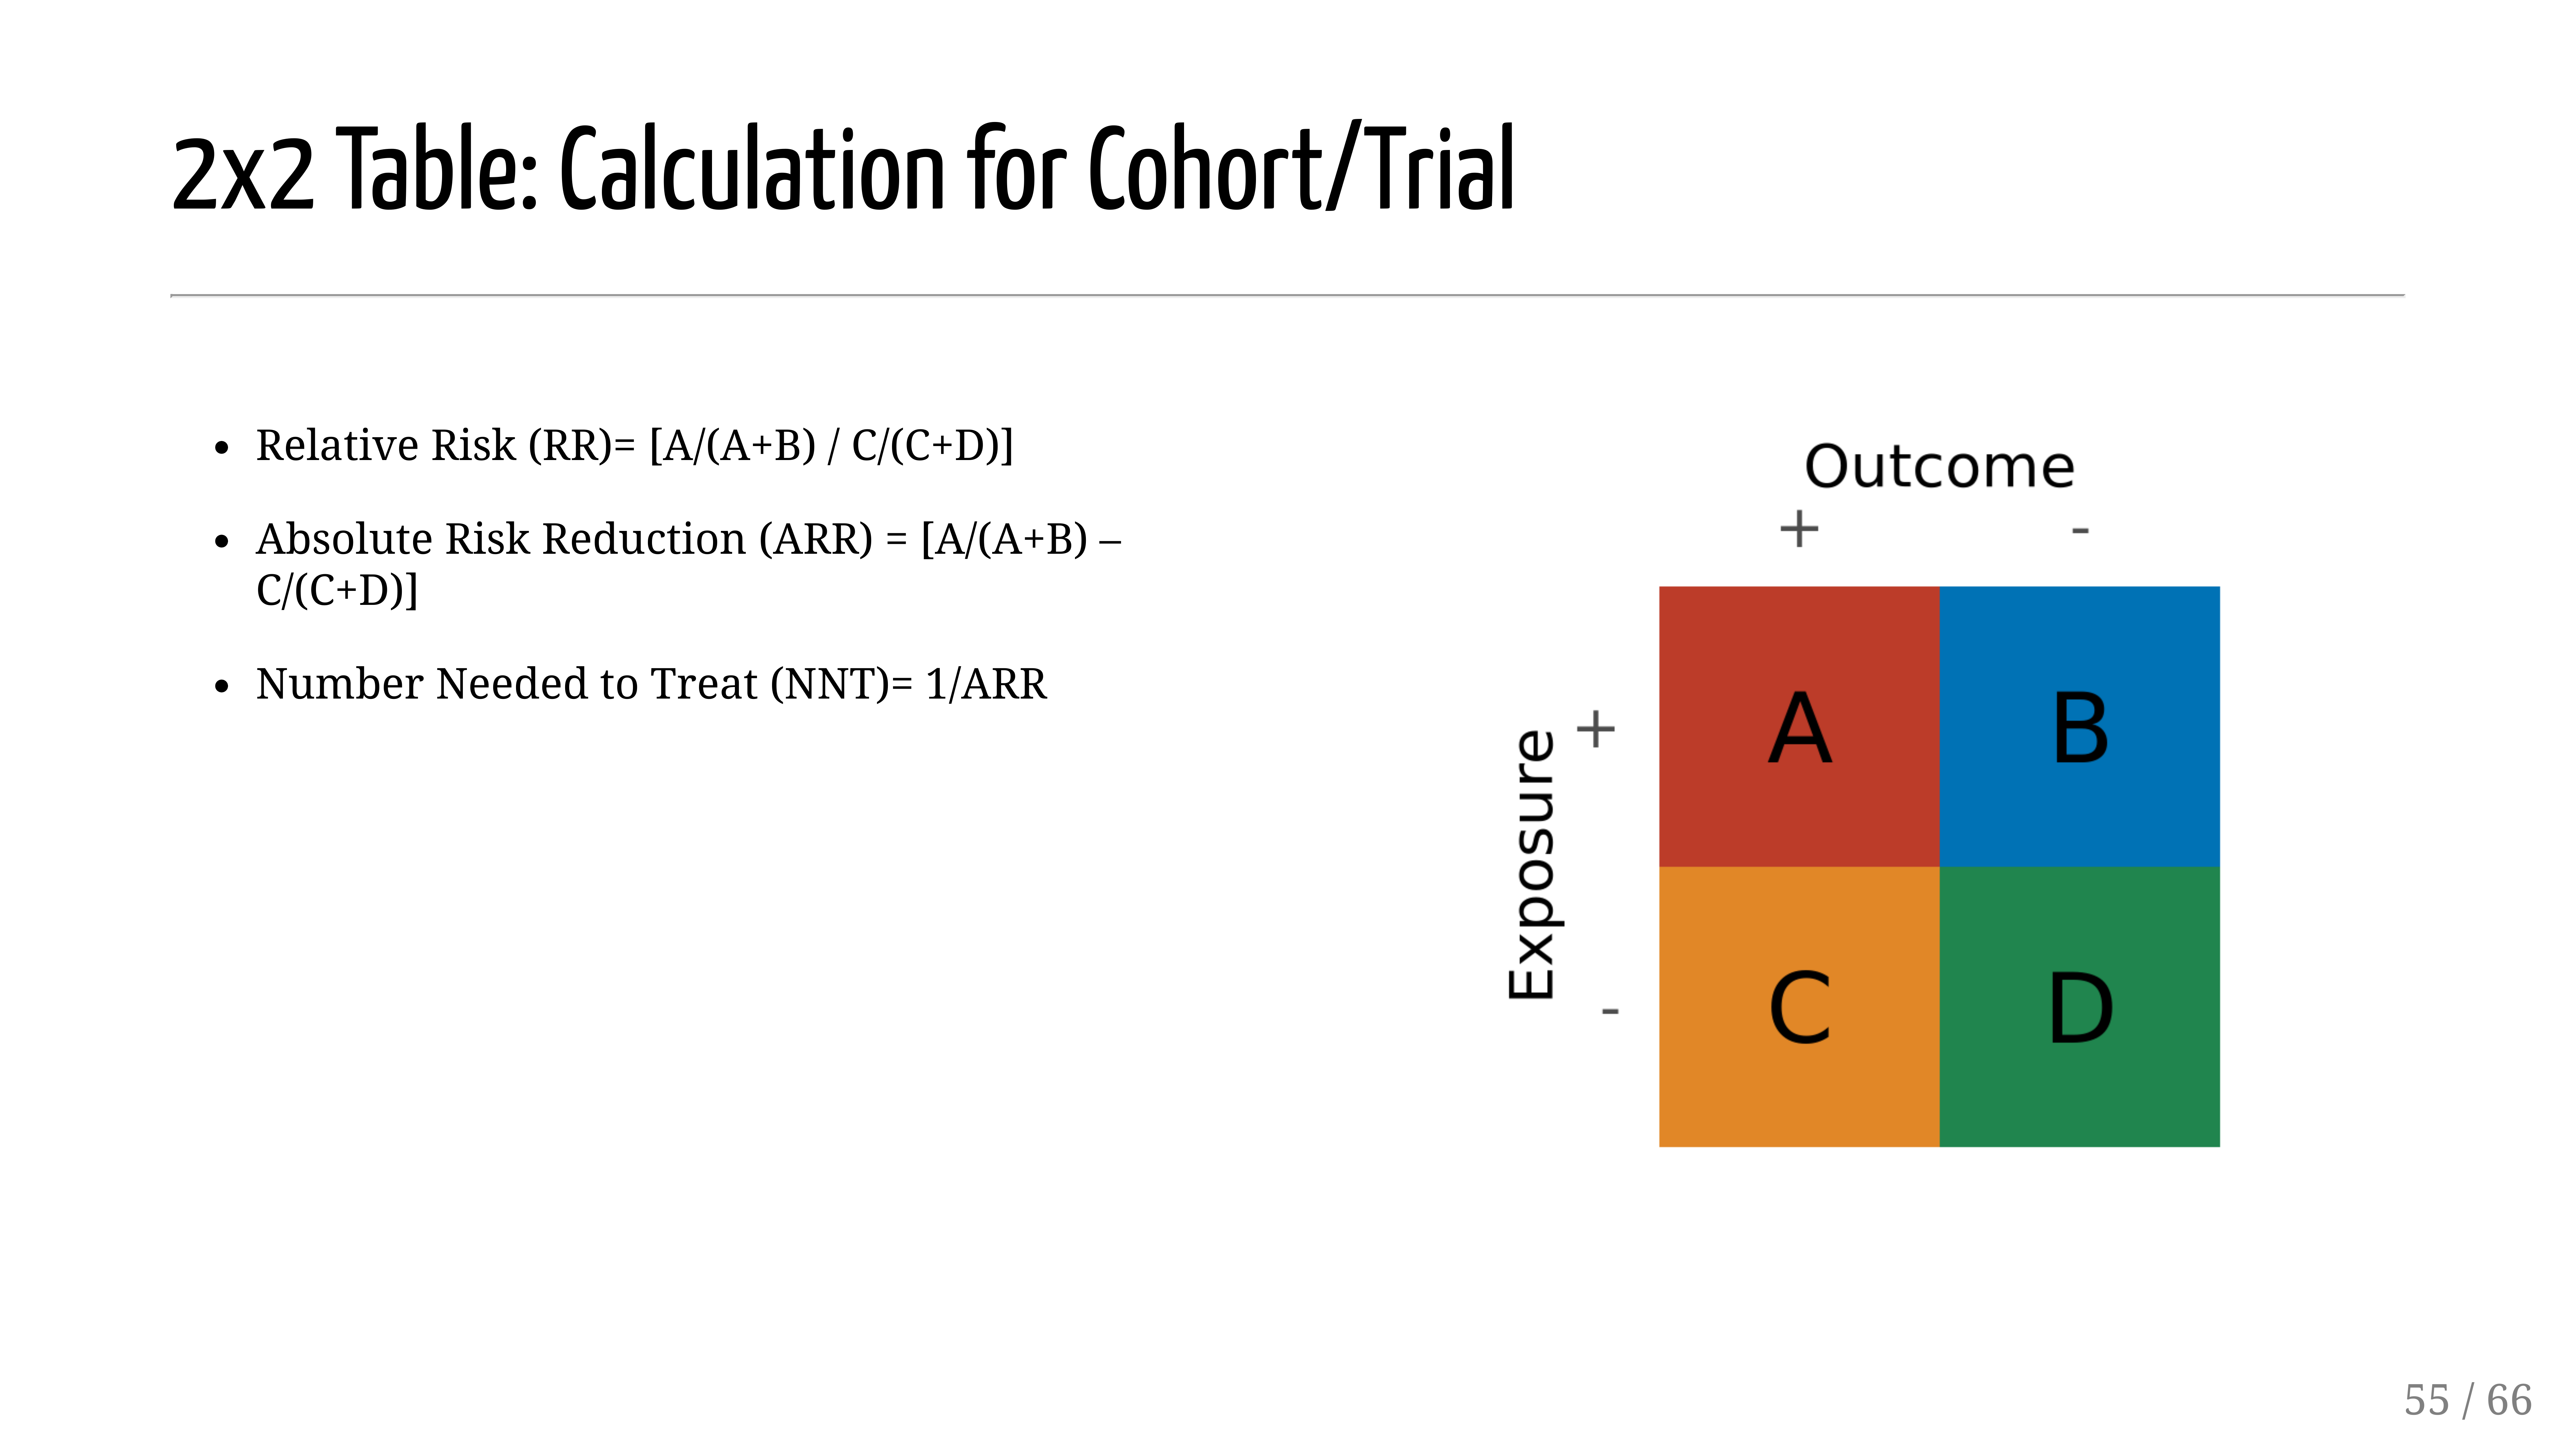 2x2 Table: Calculation for Cohort/Trial
• Relative Risk (RR)= [A/(A+B) / C/(C+D)]
• Absolute Risk Reduction (ARR) = [A/(A+B) –
C/(C+D)]
• Number Needed to Treat (NNT)= 1/ARR
Outcome
+ -
Exposure
+
A B
-
C D
55 / 66